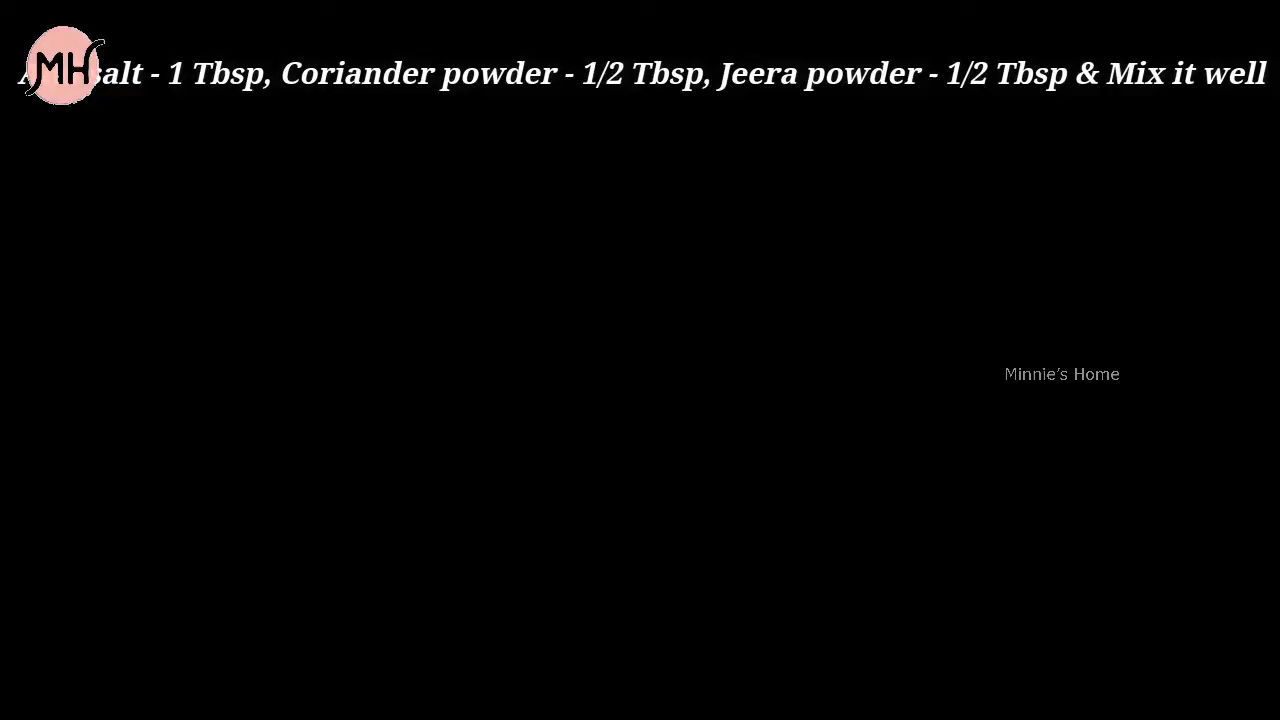 MH
salt - 1 Tbsp, Coriander powder - 1/2 Tbsp, Jeera powder - 1/2 Tbsp & Mix it well
Minnie's Home